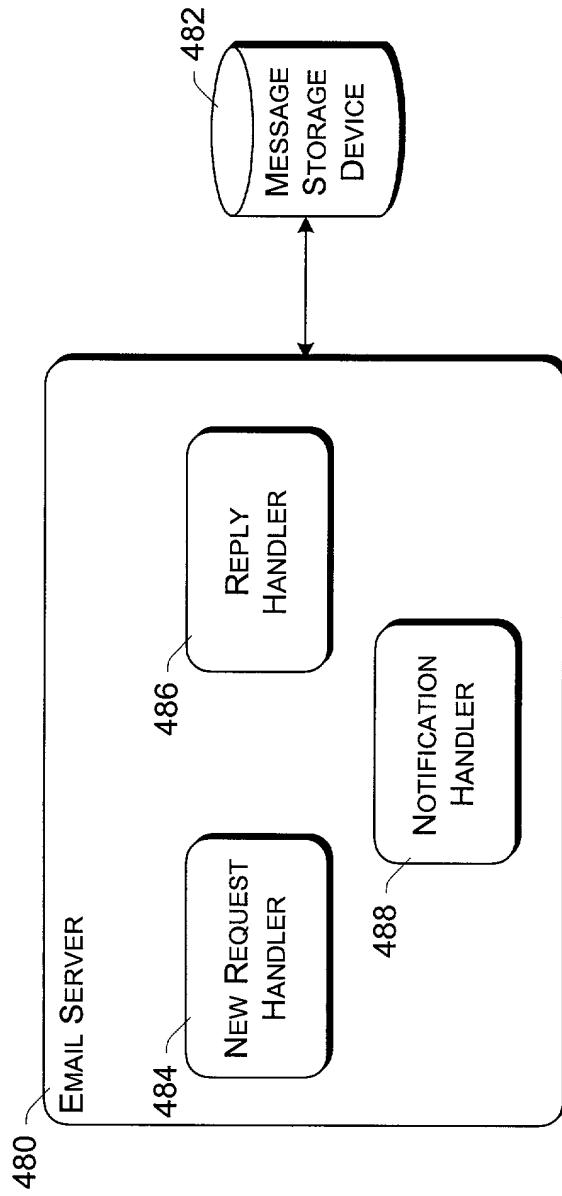 480
EMAIL SERVER
484
NEW REQUEST
HANDLER
486
REPLY
HANDLER
488
NOTIFICATION
HANDLER
482
MESSAGE
STORAGE
DEVICE